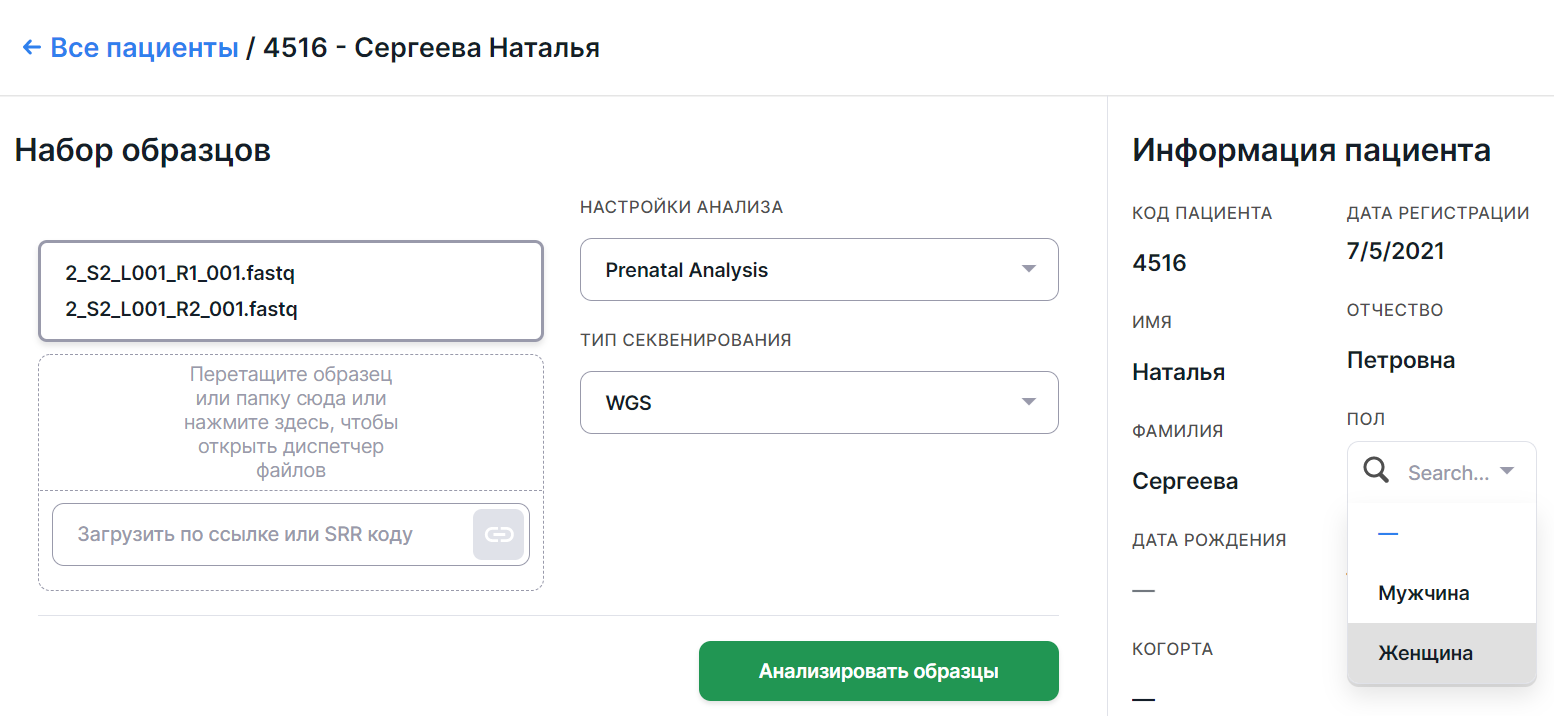 ← Все пациенты / 4516 - Сергеева Наталья
Набор образцов
2_S2_L001_R1_001.fastq
2_S2_L001_R2_001.fastq
Перетащите образец
или папку сюда или
нажмите здесь, чтобы
открыть диспетчер
файлов
Загрузить по ссылке или SRR коду
НАСТРОЙКИ АНАЛИЗА
Prenatal Analysis
ТИП СЕКВЕНИРОВАНИЯ
WGS
Анализировать образцы
Информация пациента
КОД ПАЦИЕНТА
4516
ДАТА РЕГИСТРАЦИИ
7/5/2021
ИМЯ
Наталья
ОТЧЕСТВО
Петровна
ФАМИЛИЯ
Сергеева
ПОЛ
Search...
—
Мужчина
Женщина
ДАТА РОЖДЕНИЯ
—
КОГОРТА
—